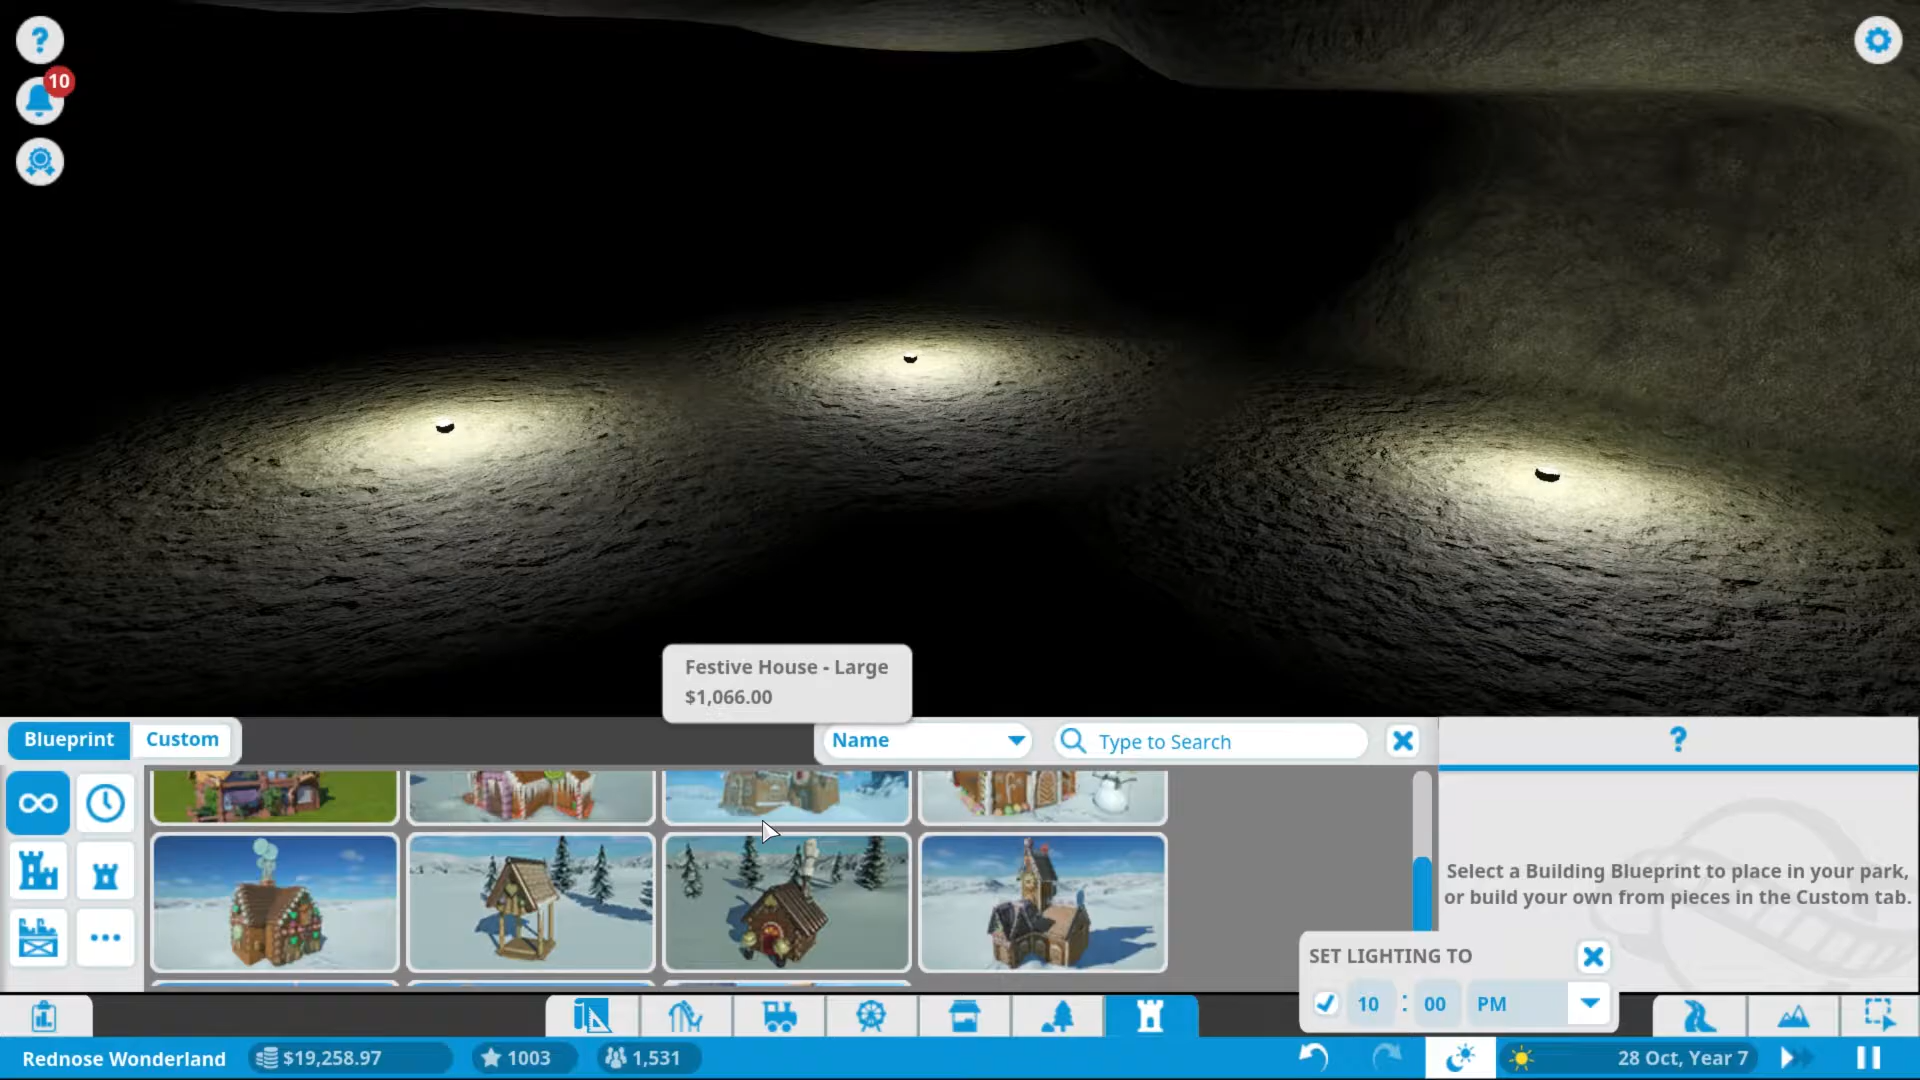 10
Festive House - Large
$1,066.00
Blueprint
Custom
Name
Type to Search
Select a Building Blueprint to place in your park,
or build your own from pieces in the Custom tab.
SET LIGHTING TO
10 : 00 PM
Rednose Wonderland
$19,258.97
1003
1,531
28 Oct, Year 7